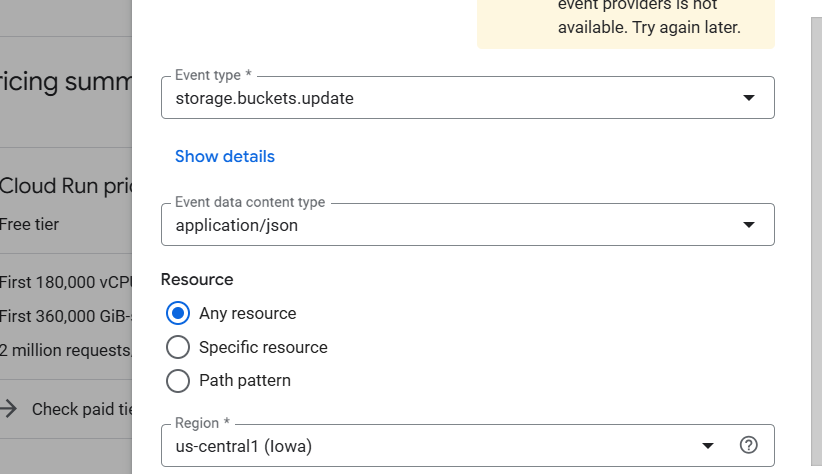 event providers is not
available. Try again later.
ricing summ
Event type *
storage.buckets.update
Show details
Cloud Run pric
Event data content type
application/json
Free tier
Resource
First 180,000 vCPU
Any resource
First 360,000 GiB-s
Specific resource
2 million requests,
Path pattern
Check paid tie
Region *
us-central1 (Iowa)